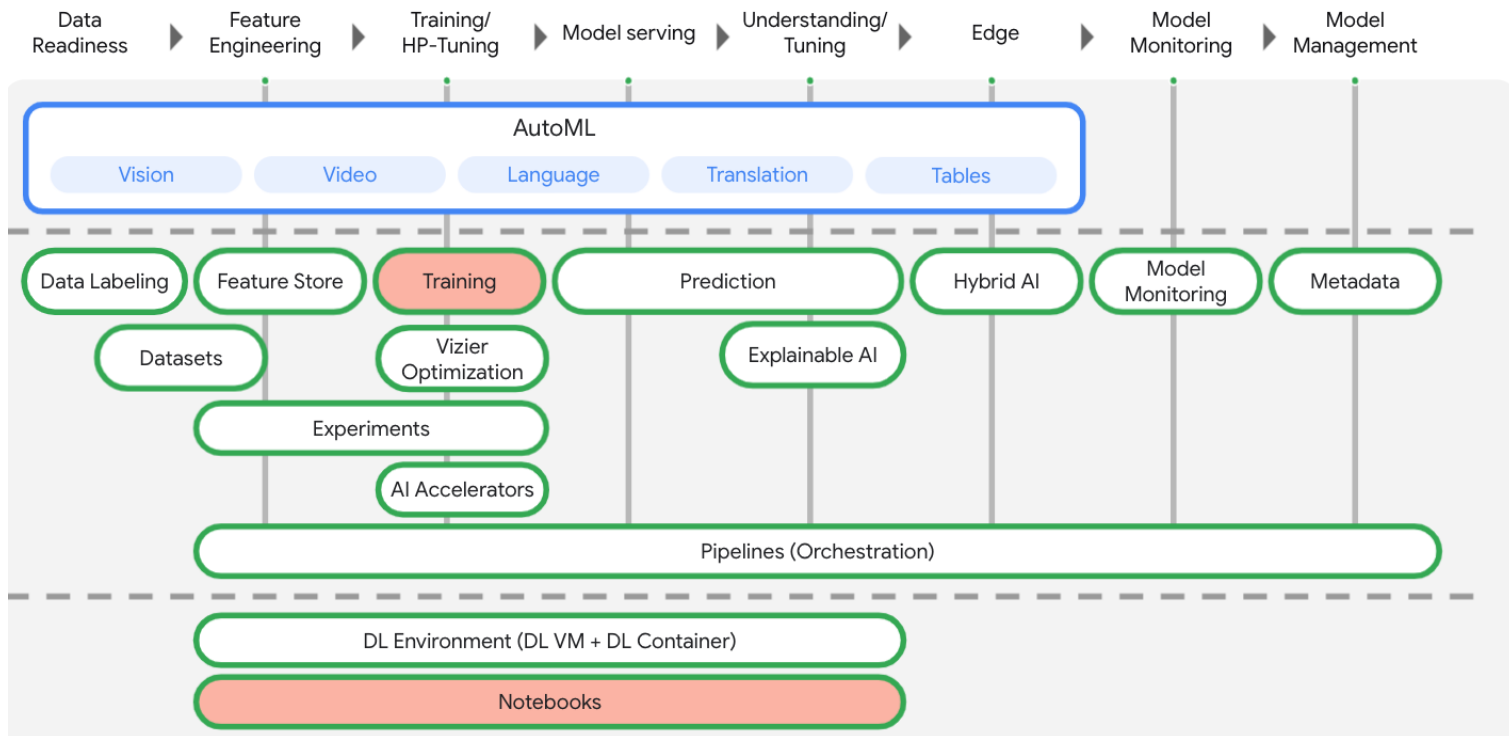 Data
Readiness
Feature
Engineering
Training/
HP-Tuning
Model serving
Understanding/
Tuning
Edge
Model
Monitoring
Model
Management
AutoML
Vision
Video
Language
Translation
Tables
Data Labeling
Feature Store
Training
Prediction
Hybrid AI
Model
Monitoring
Metadata
Datasets
Vizier
Optimization
Explainable AI
Experiments
AI Accelerators
Pipelines (Orchestration)
DL Environment (DL VM + DL Container)
Notebooks